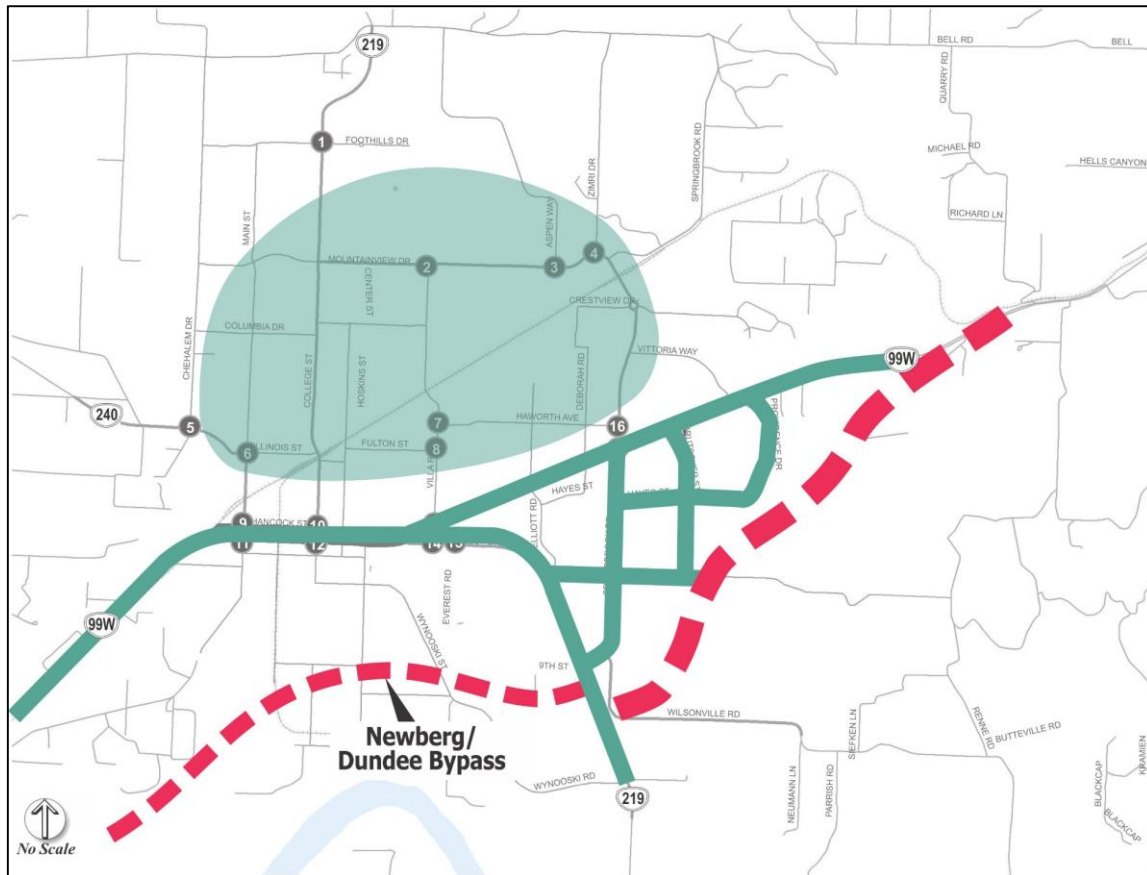 219
BELL RD
BELL
QUARRY RD
1
FOOTHILLS DR
MICHAEL RD
HELLS CANYON
ZIMRI DR
SPRINGBROOK RD
MAIN ST
ASPEN WAY
RICHARD LN
MOUNTAINVIEW DR
2
3
4
CENTER ST
CRESTVIEW DR
COLUMBIA DR
CHEHALEM DR
COLLEGE ST
HOSKINS ST
DEBORAH RD
VITTORIA WAY
99W
240
5
7
HAWORTH AVE
16
6
ILLINOIS ST
FULTON ST
8
VILLA
HAYES ST
9
HANCOCK ST
10
ELLIOTT RD
11
12
14
EVEREST RD
99W
WYNOOSKI ST
9TH ST
Newberg/
Dundee Bypass
WILSONVILLE RD
SIEFKEN LN
RENNE RD
BUTTEVILLE RD
WYNOOSKI RD
219
NEUMANN LN
PARRISH RD
BLACKCAP
KRAMIEN
BLACKCAP
No Scale